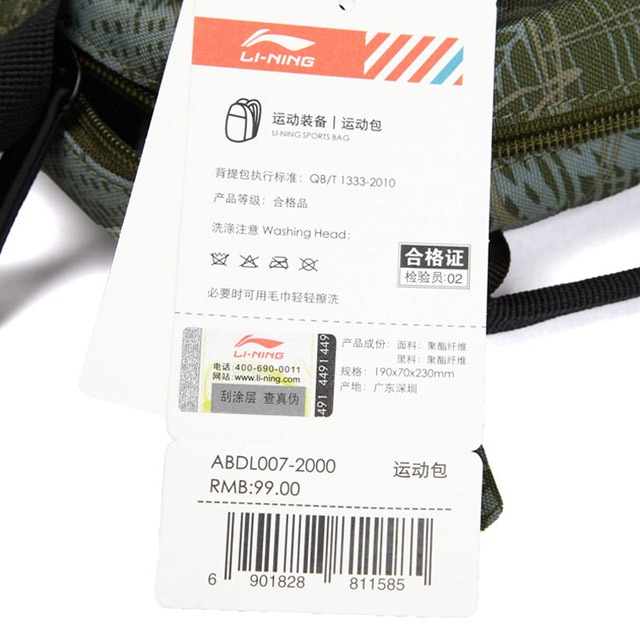 LI-NING
运动装备 | 运动包
LI-NING SPORTS BAG
背提包执行标准: QB/T 1333-2010
产品等级: 合格品
洗涤注意 Washing Head:
合格证
检验员:02
必要时可用毛巾轻轻擦洗
LI-NING
电话:400-690-0011
网站:www.li-ning.com
刮涂层 查真伪
491 4491 449
产品成份: 面料: 聚酯纤维
里料: 聚酯纤维
规格: 190x70x230mm
产地: 广东深圳
ABDL007-2000 运动包
RMB:99.00
6 901828 811585